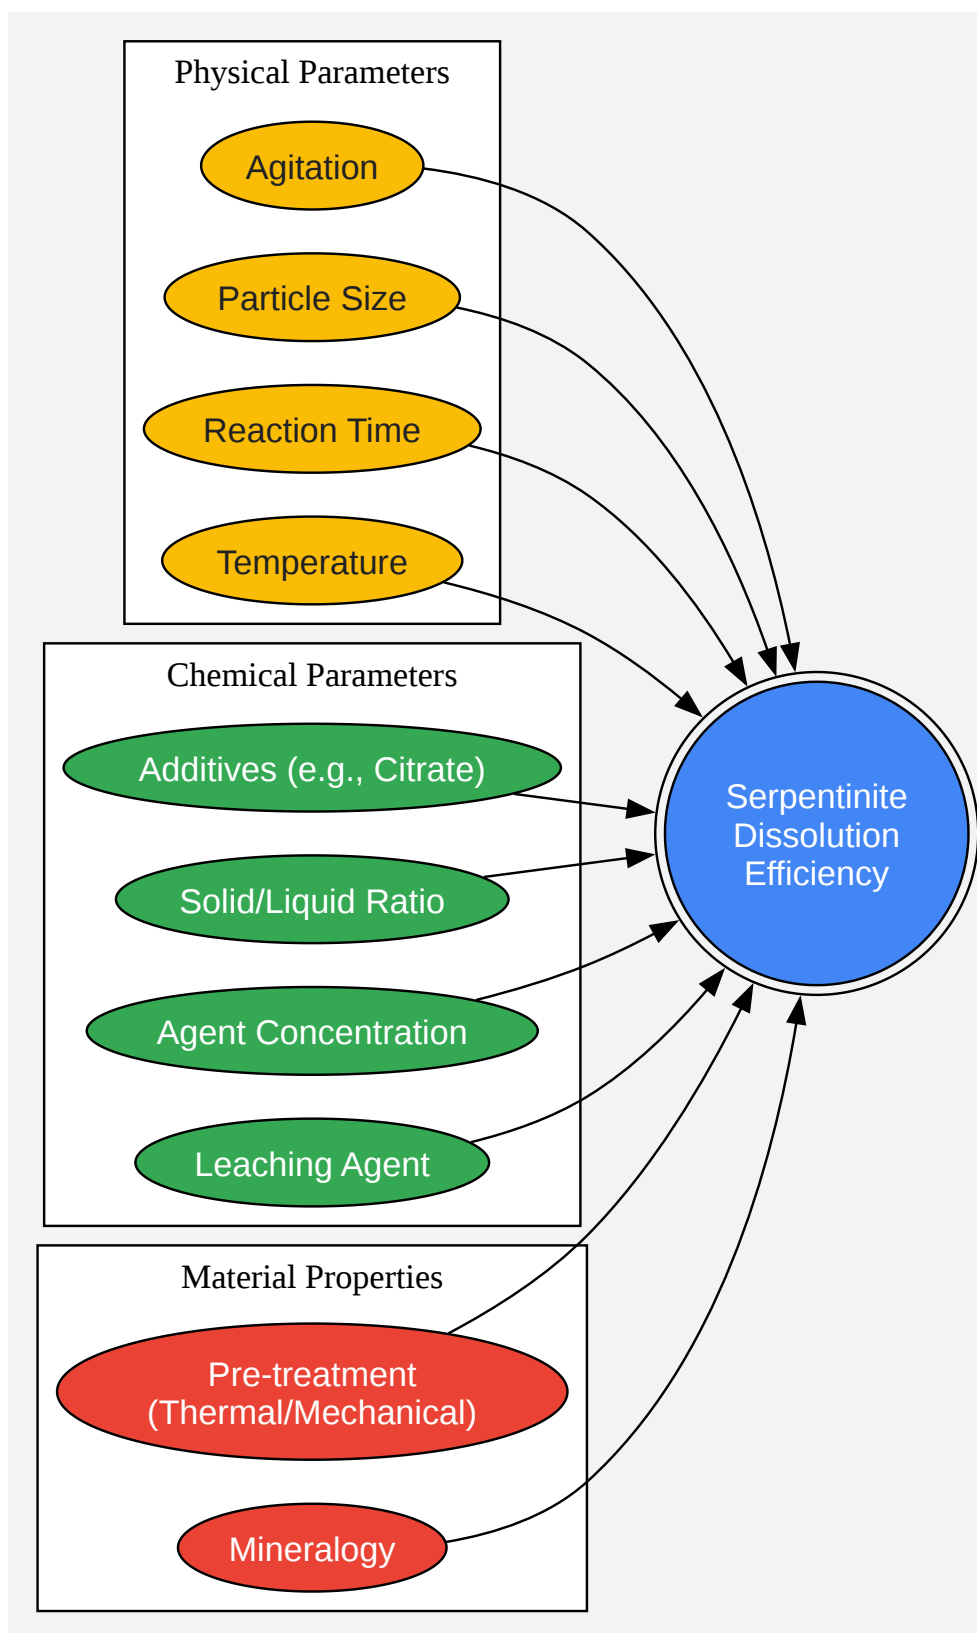 Physical Parameters
Agitation
Particle Size
Reaction Time
Temperature
Chemical Parameters
Additives (e.g., Citrate)
Solid/Liquid Ratio
Agent Concentration
Leaching Agent
Material Properties
Pre-treatment
(Thermal/Mechanical)
Mineralogy
Serpentinite
Dissolution
Efficiency